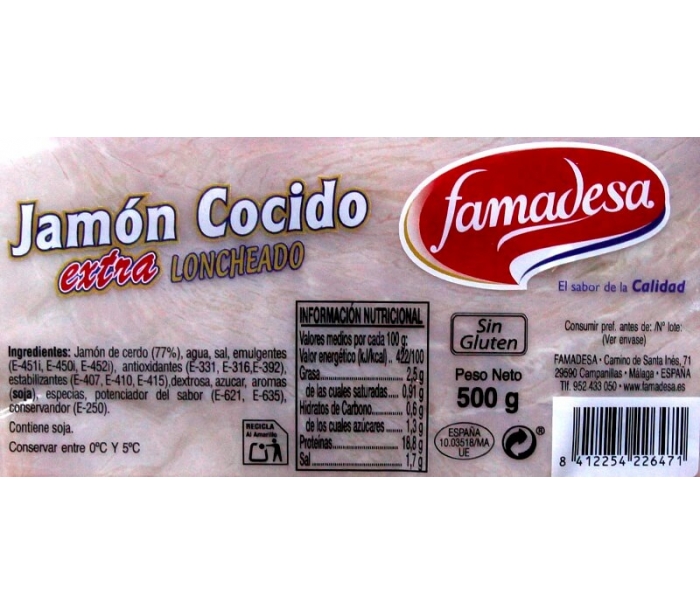 Jamón Cocido
extra LONCHEADO
famadesa
El sabor de la Calidad
Ingredientes: Jamón de cerdo (77%), agua, sal, emulgentes
(E-451i, E-450i, E-452i), antioxidantes (E-331, E-316,E-392),
estabilizantes (E-407, E-410, E-415),dextrosa, azucar, aromas
(soja), especias, potenciador del sabor (E-621, E-635),
conservandor (E-250).
Contiene soja.
Conservar entre 0ºC Y 5ºC
RECICLA
Al Amarillo
INFORMACIÓN NUTRICIONAL
Valores medios por cada 100 g:
Valor energético (kJ/kcal).. 422/100
Grasa 2,5 g
de las cuales saturadas 0,91 g
Hidratos de Carbono 0,6 g
de los cuales azúcares 1,3 g
Proteínas 18,8 g
Sal 1,7 g
Sin
Gluten
Peso Neto
500 g
ESPAÑA
10.03518/MA
UE
®
Consumir pref. antes de: /Nº lote:
(Ver envase)
FAMADESA · Camino de Santa Inés, 71
29590 Campanillas · Málaga · ESPAÑA
Tlf. 952 433 050 · www.famadesa.es
8 412254 226471